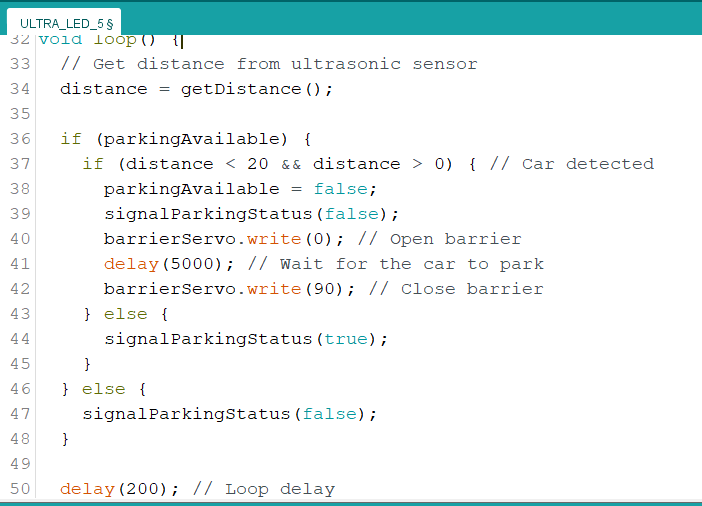 ULTRA_LED_5 §
32 void loop() {
33 // Get distance from ultrasonic sensor
34 distance = getDistance();
35
36 if (parkingAvailable) {
37 if (distance < 20 && distance > 0) { // Car detected
38 parkingAvailable = false;
39 signalParkingStatus(false);
40 barrierServo.write(0); // Open barrier
41 delay(5000); // Wait for the car to park
42 barrierServo.write(90); // Close barrier
43 } else {
44 signalParkingStatus(true);
45 }
46 } else {
47 signalParkingStatus(false);
48 }
49
50 delay(200); // Loop delay